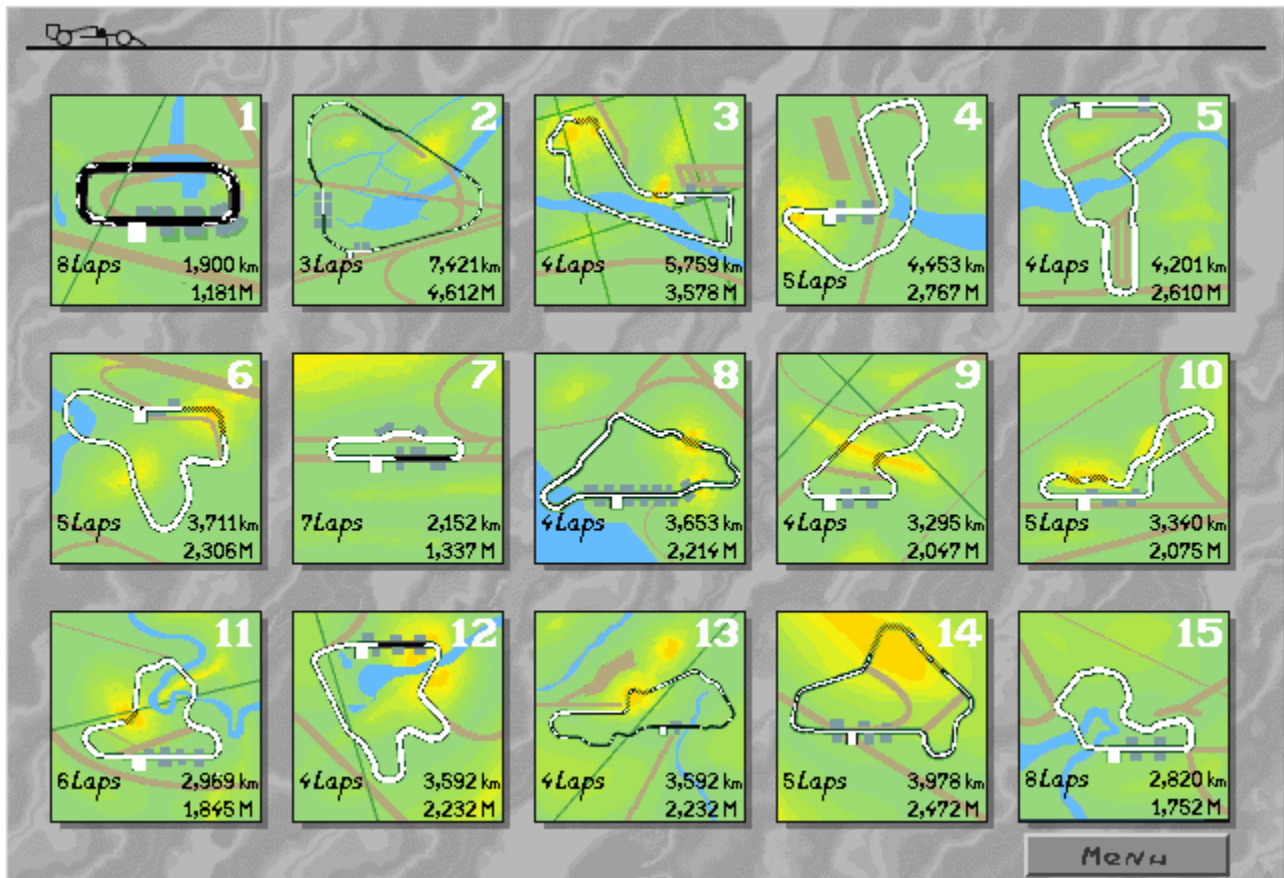 1
8 Laps 1,900 km
1,181 M
2
3 Laps 7,421 km
4,612 M
3
4 Laps 5,759 km
3,578 M
4
5 Laps 4,453 km
2,767 M
5
4 Laps 4,201 km
2,610 M
6
5 Laps 3,711 km
2,306 M
7
7 Laps 2,152 km
1,337 M
8
4 Laps 3,653 km
2,214 M
9
4 Laps 3,295 km
2,047 M
10
5 Laps 3,340 km
2,075 M
11
6 Laps 2,969 km
1,845 M
12
4 Laps 3,592 km
2,232 M
13
4 Laps 3,592 km
2,232 M
14
5 Laps 3,978 km
2,472 M
15
8 Laps 2,820 km
1,752 M
Menu